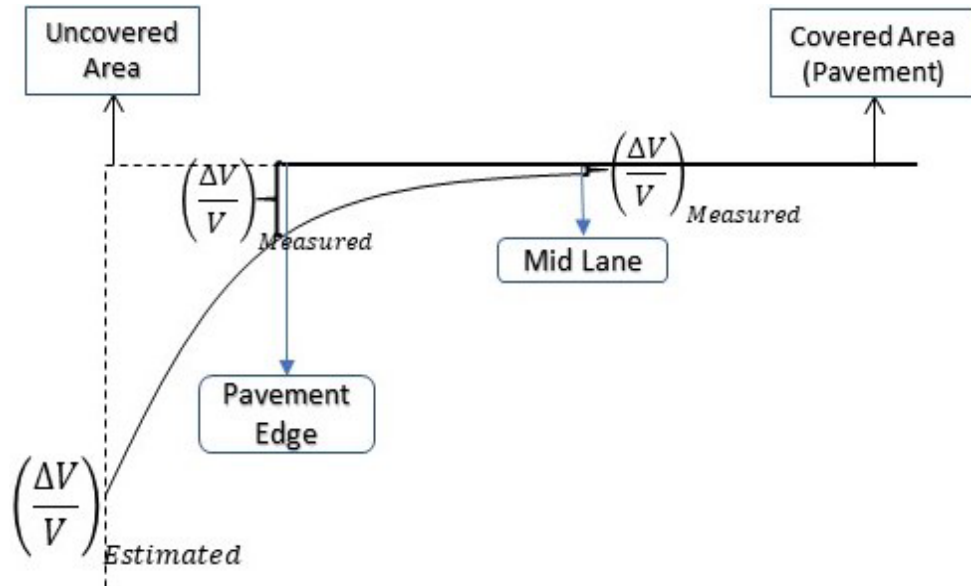 Uncovered
Area
Covered Area
(Pavement)
(ΔV/V)Measured
(ΔV/V)Measured
Mid Lane
Pavement
Edge
(ΔV/V)Estimated